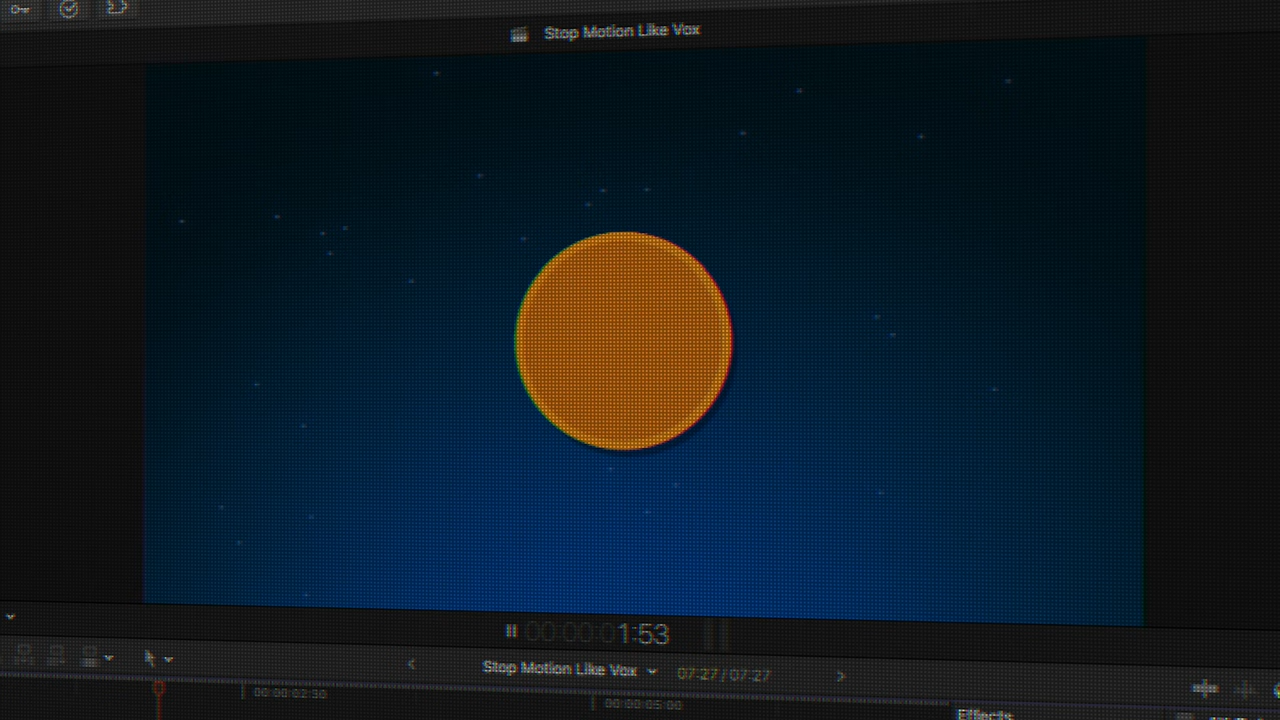 Stop Motion Like Vox
00:00:01:53
Stop Motion Like Vox 07:27 / 07:27
00:00:02:30 00:00:05:00
Effects